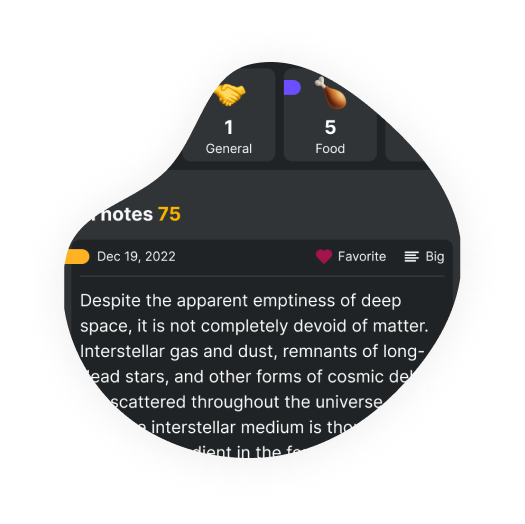 1
General
5
Food
notes 75
Dec 19, 2022
Favorite
Big
Despite the apparent emptiness of deep
space, it is not completely devoid of matter.
Interstellar gas and dust, remnants of long-
dead stars, and other forms of cosmic
scattered throughout the universe
interstellar medium is
in the